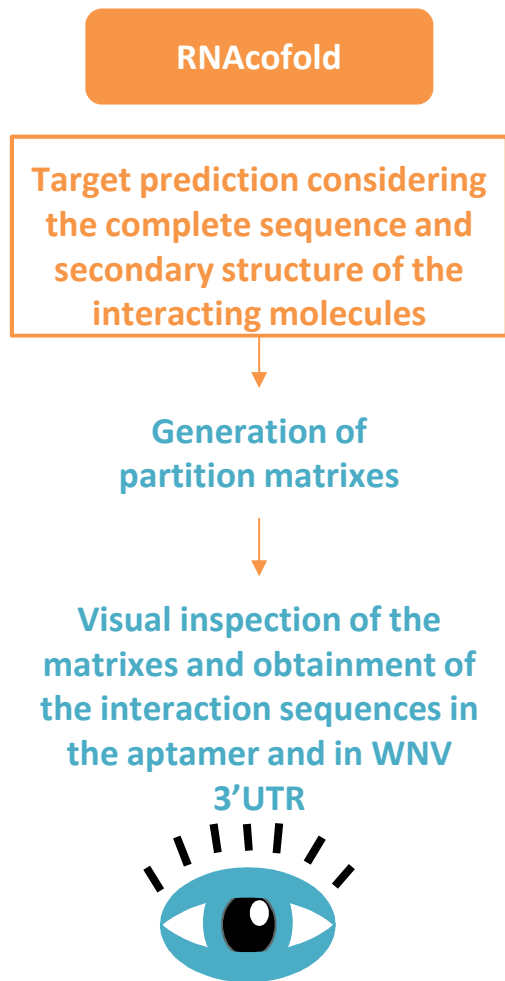 RNAcofold
Target prediction considering
the complete sequence and
secondary structure of the
interacting molecules
Generation of
partition matrixes
Visual inspection of the
matrixes and obtainment of
the interaction sequences in
the aptamer and in WNV
3’UTR